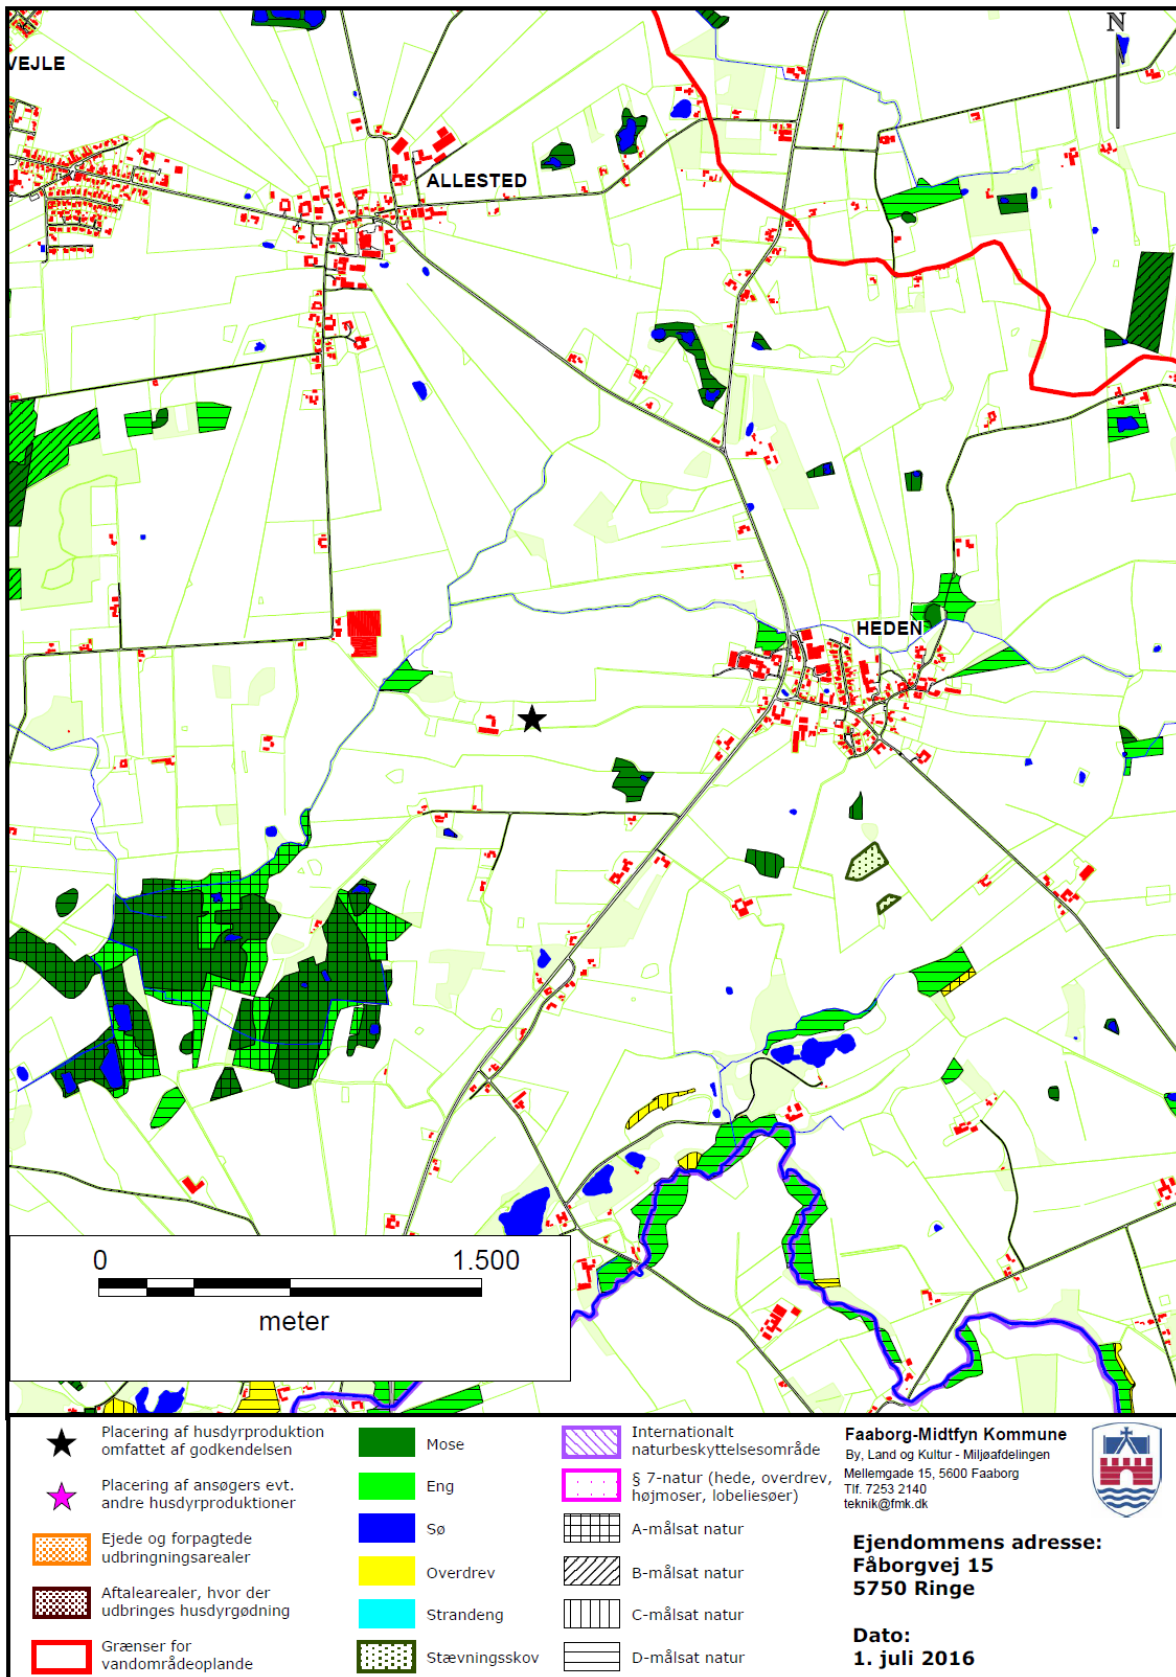 N
VEJLE
ALLESTED
HEDEN
0 1.500
meter
Placering af husdyrproduktion
omfattet af godkendelsen
Placering af ansøgers evt.
andre husdyrproduktioner
Ejede og forpagtede
udbringningsarealer
Aftalearealer, hvor der
udbringes husdyrgødning
Grænser for
vandområdeoplande
Mose
Eng
Sø
Overdrev
Strandeng
Stævningsskov
Internationalt
naturbeskyttelsesområde
§ 7-natur (hede, overdrev,
højmoser, lobeliesøer)
A-målsat natur
B-målsat natur
C-målsat natur
D-målsat natur
Faaborg-Midtfyn Kommune
By, Land og Kultur - Miljøafdelingen
Mellemgade 15, 5600 Faaborg
Tlf. 7253 2140
teknik@fmk.dk
Ejendommens adresse:
Fåborgvej 15
5750 Ringe
Dato:
1. juli 2016